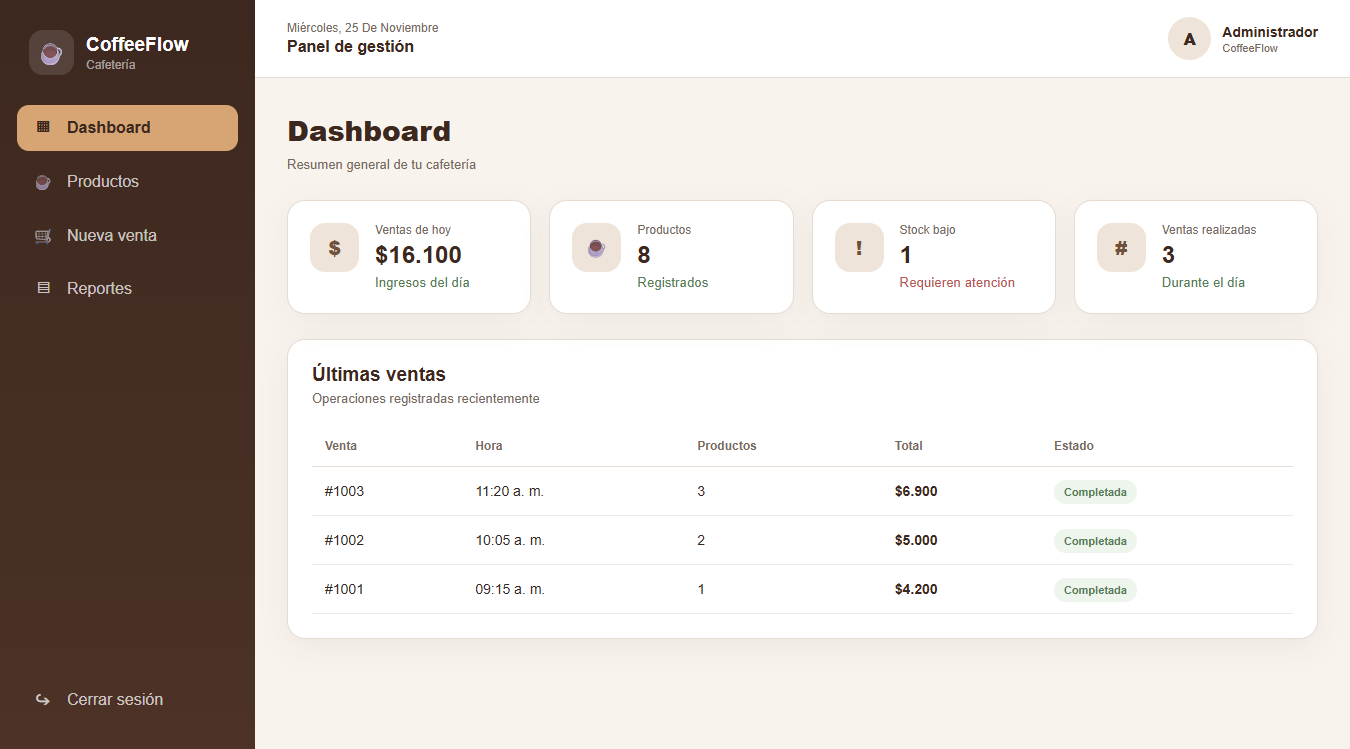 CoffeeFlow
Cafetería
Dashboard
Productos
Nueva venta
Reportes
Cerrar sesión
Miércoles, 25 De Noviembre
Panel de gestión
A
Administrador
CoffeeFlow
Dashboard
Resumen general de tu cafetería
$
Ventas de hoy
$16.100
Ingresos del día
Productos
8
Registrados
!
Stock bajo
1
Requieren atención
#
Ventas realizadas
3
Durante el día
Últimas ventas
Operaciones registradas recientemente
Venta Hora Productos Total Estado
#1003 11:20 a. m. 3 $6.900 Completada
#1002 10:05 a. m. 2 $5.000 Completada
#1001 09:15 a. m. 1 $4.200 Completada